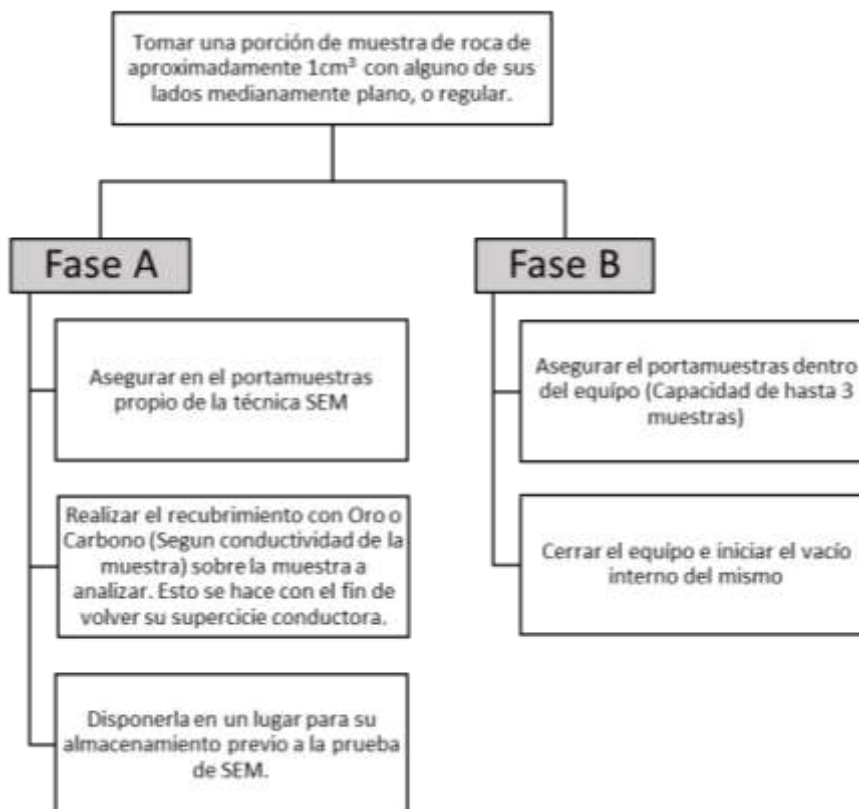 Tomar una porción de muestra de roca de
aproximadamente 1cm³ con alguno de sus
lados medianamente plano, o regular.
Fase A
Asegurar en el portamuestras
propio de la técnica SEM
Realizar el recubrimiento con Oro o
Carbono (Segun conductividad de la
muestra) sobre la muestra a
analizar. Esto se hace con el fin de
volver su supercicie conductora.
Disponerla en un lugar para su
almacenamiento previo a la prueba
de SEM.
Fase B
Asegurar el portamuestras dentro
del equípo (Capacidad de hasta 3
muestras)
Cerrar el equípo e iniciar el vacío
interno del mismo